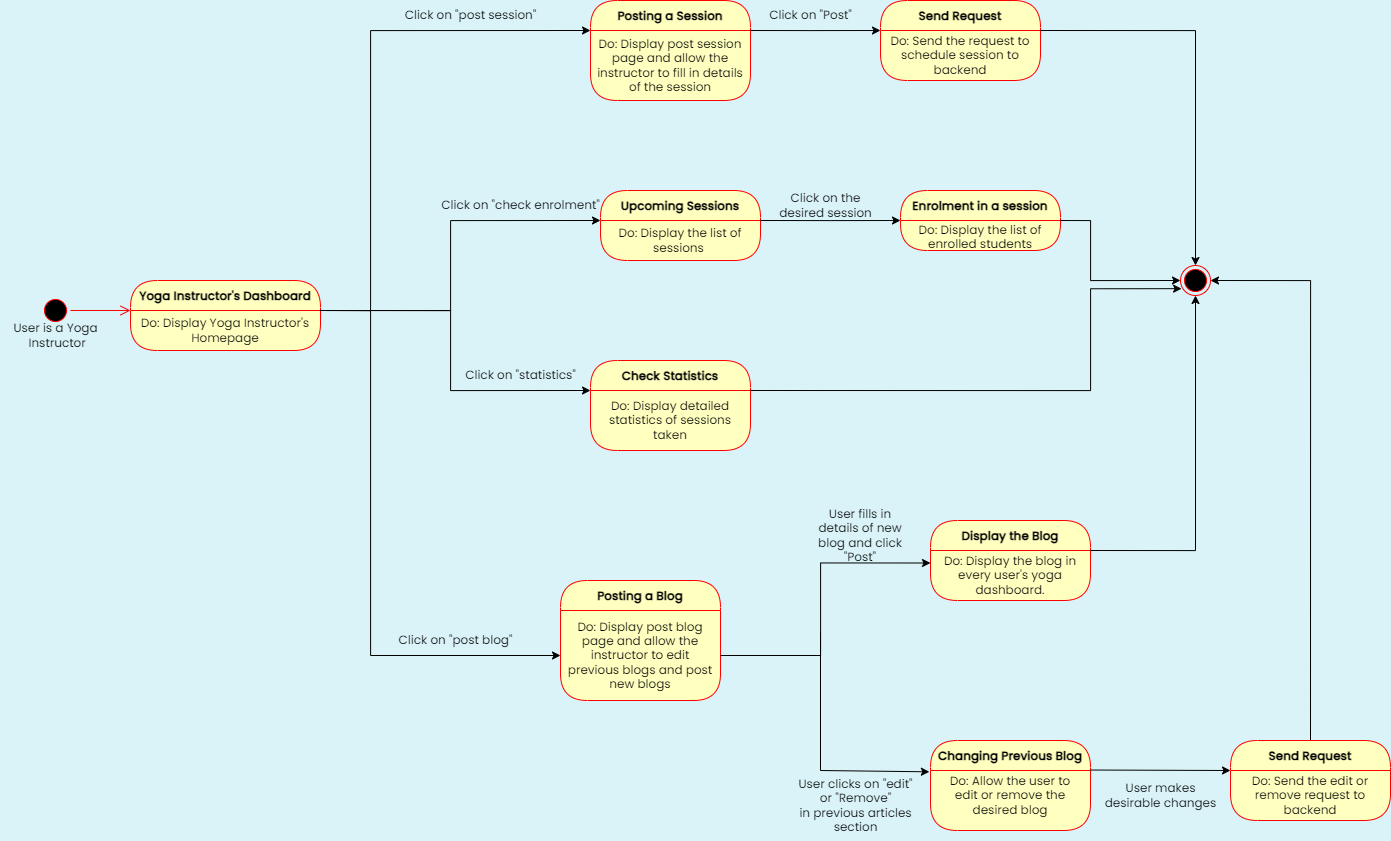 Click on "post session"
Posting a Session
Do: Display post session
page and allow the
instructor to fill in details
of the session
Click on "Post"
Send Request
Do: Send the request to
schedule session to
backend
Click on "check enrolment"
Upcoming Sessions
Do: Display the list of
sessions
Click on the
desired session
Enrolment in a session
Do: Display the list of
enrolled students
User is a Yoga
Instructor
Yoga Instructor's Dashboard
Do: Display Yoga Instructor's
Homepage
Click on "statistics"
Check Statistics
Do: Display detailed
statistics of sessions
taken
Click on "post blog"
Posting a Blog
Do: Display post blog
page and allow the
instructor to edit
previous blogs and post
new blogs
User fills in
details of new
blog and click
"Post"
Display the Blog
Do: Display the blog in
every user's yoga
dashboard.
User clicks on "edit"
or "Remove"
in previous articles
section
Changing Previous Blog
Do: Allow the user to
edit or remove the
desired blog
User makes
desirable changes
Send Request
Do: Send the edit or
remove request to
backend